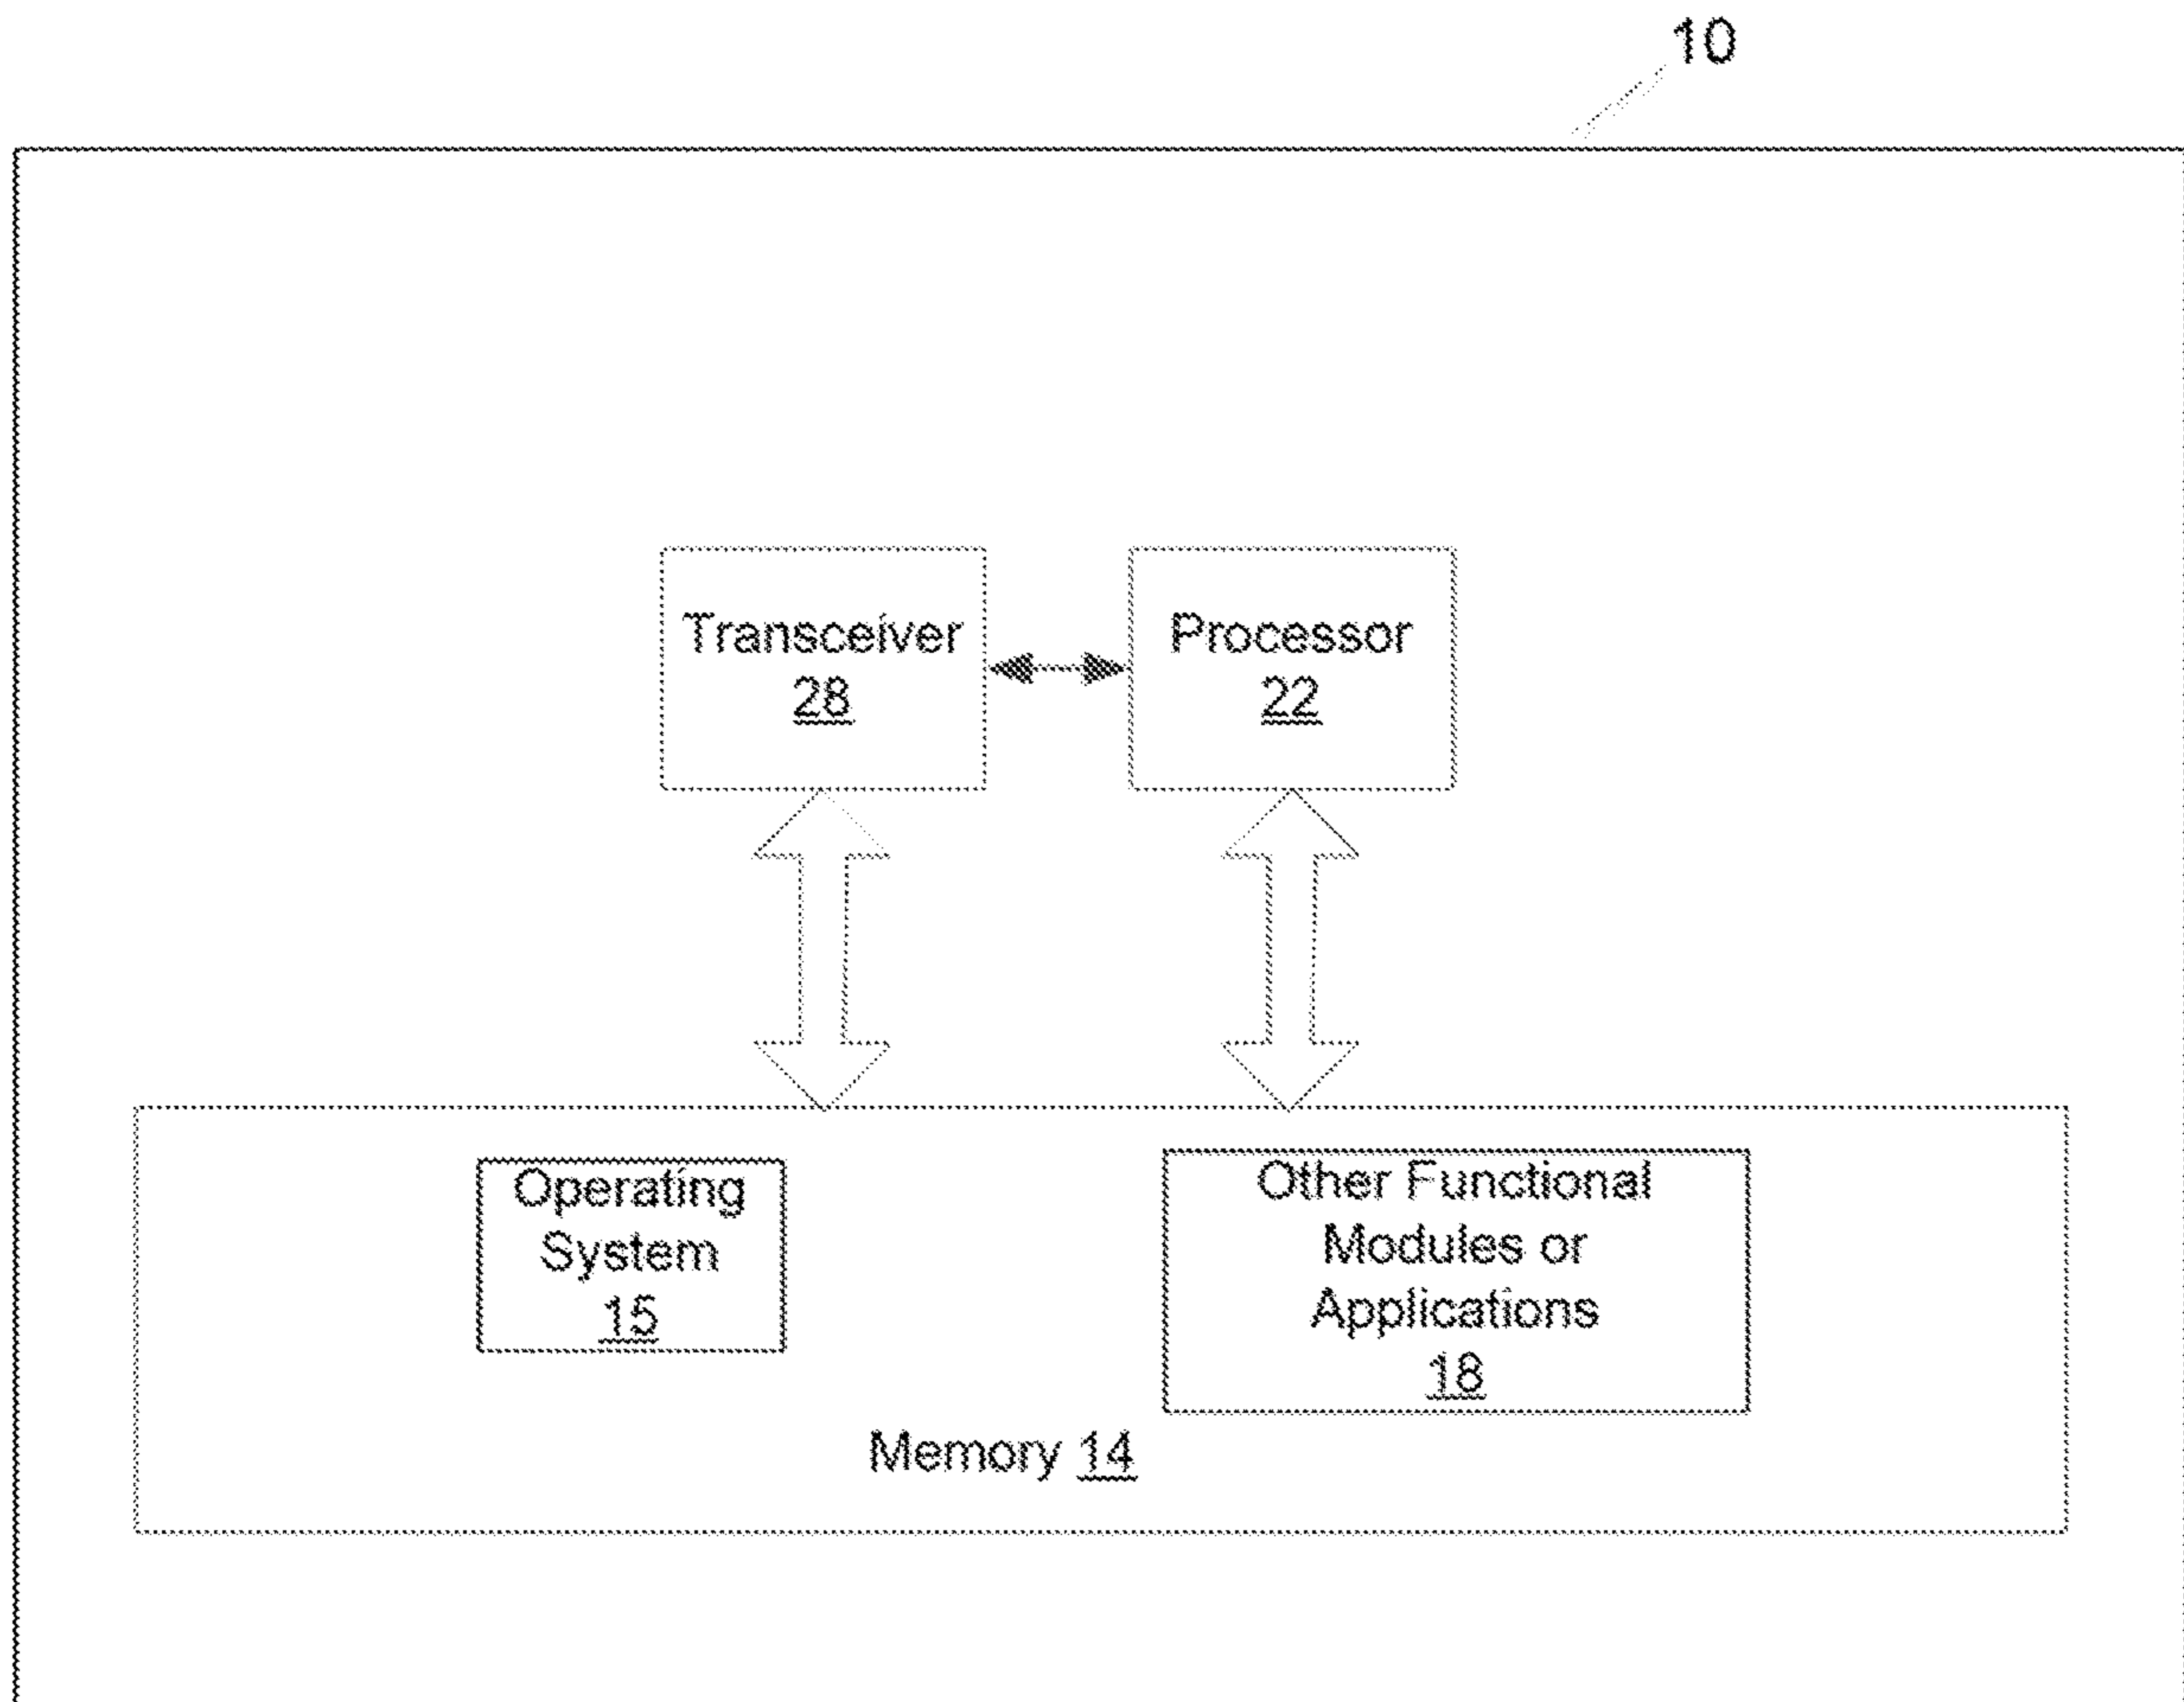 10
Transceiver
28
Processor
22
Operating
System
15
Other Functional
Modules or
Applications
18
Memory 14